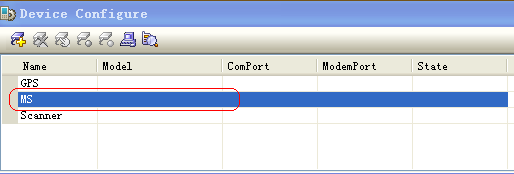 Device Configure
Name Model ComPort ModemPort State
GPS
MS
Scanner